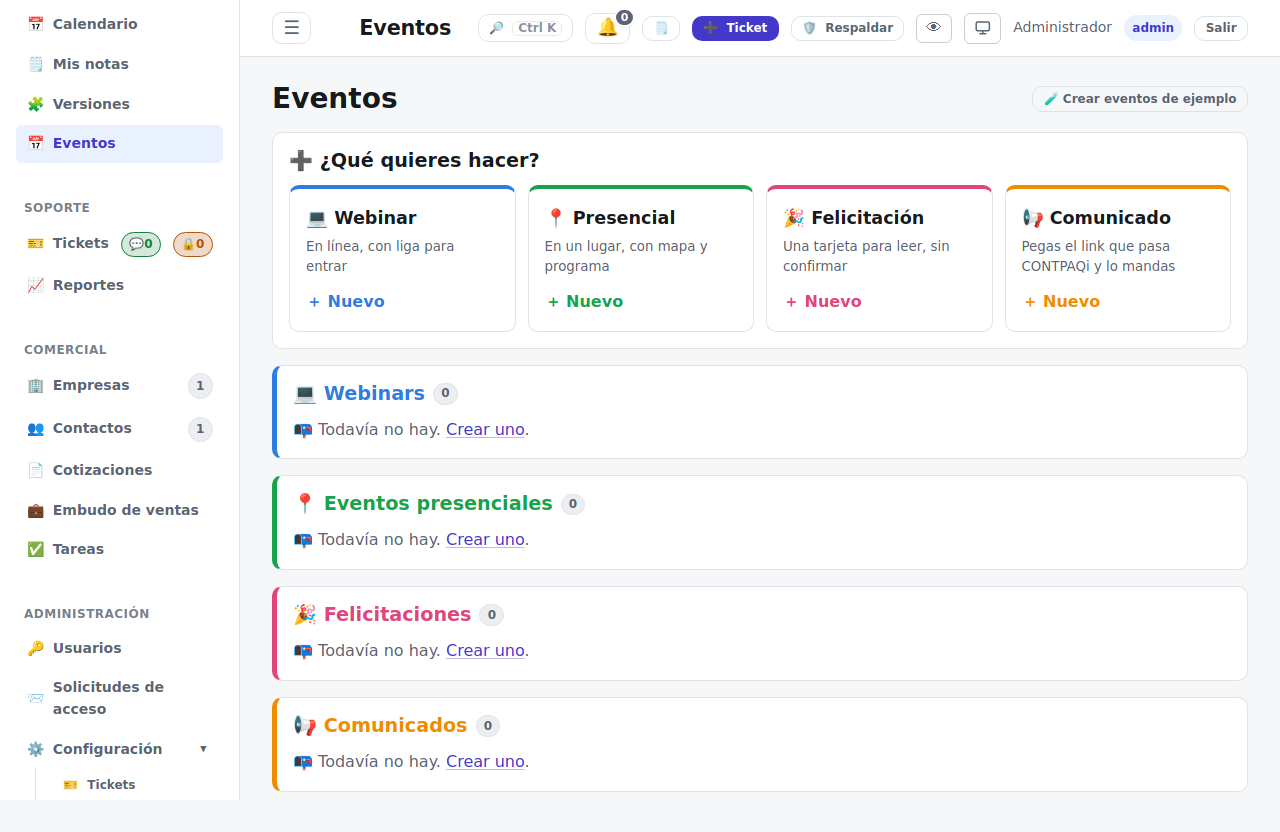 Calendario
Mis notas
Versiones
Eventos
SOPORTE
Tickets 0 0
Reportes
COMERCIAL
Empresas 1
Contactos 1
Cotizaciones
Embudo de ventas
Tareas
ADMINISTRACIÓN
Usuarios
Solicitudes de
acceso
Configuración
Tickets
Eventos Ctrl K 0 Ticket Respaldar Administrador admin Salir
Eventos
Crear eventos de ejemplo
¿Qué quieres hacer?
Webinar
En línea, con liga para
entrar
+ Nuevo
Presencial
En un lugar, con mapa y
programa
+ Nuevo
Felicitación
Una tarjeta para leer, sin
confirmar
+ Nuevo
Comunicado
Pegas el link que pasa
CONTPAQi y lo mandas
+ Nuevo
Webinars 0
Todavía no hay. Crear uno.
Eventos presenciales 0
Todavía no hay. Crear uno.
Felicitaciones 0
Todavía no hay. Crear uno.
Comunicados 0
Todavía no hay. Crear uno.